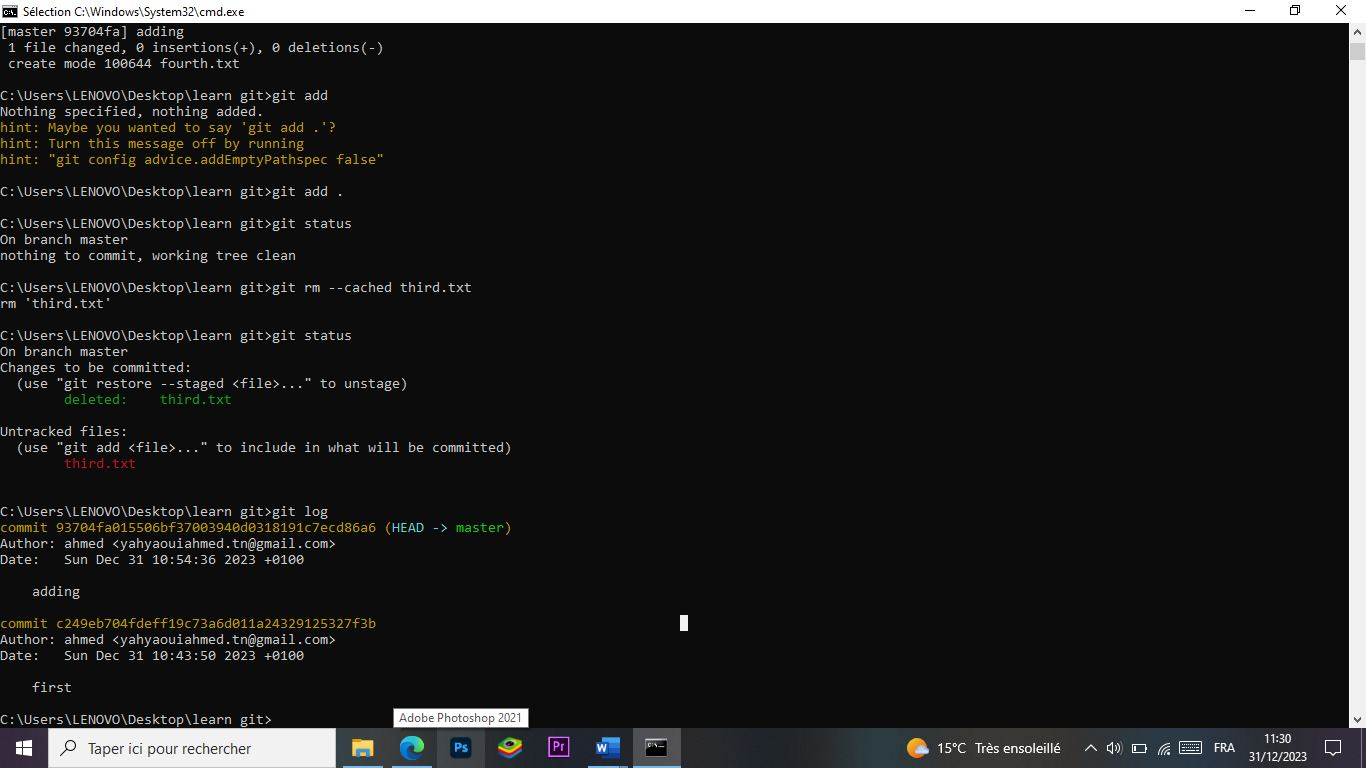 Sélection C:\Windows\System32\cmd.exe
[master 93704fa] adding
 1 file changed, 0 insertions(+), 0 deletions(-)
 create mode 100644 fourth.txt
C:\Users\LENOVO\Desktop\learn git>git add
Nothing specified, nothing added.
hint: Maybe you wanted to say 'git add .'?
hint: Turn this message off by running
hint: "git config advice.addEmptyPathspec false"
C:\Users\LENOVO\Desktop\learn git>git add .
C:\Users\LENOVO\Desktop\learn git>git status
On branch master
nothing to commit, working tree clean
C:\Users\LENOVO\Desktop\learn git>git rm --cached third.txt
rm 'third.txt'
C:\Users\LENOVO\Desktop\learn git>git status
On branch master
Changes to be committed:
  (use "git restore --staged <file>..." to unstage)
        deleted:    third.txt
Untracked files:
  (use "git add <file>..." to include in what will be committed)
        third.txt
C:\Users\LENOVO\Desktop\learn git>git log
commit 93704fa015506bf37003940d0318191c7ecd86a6 (HEAD -> master)
Author: ahmed <yahyaouiahmed.tn@gmail.com>
Date:   Sun Dec 31 10:54:36 2023 +0100
    adding
commit c249eb704fdeff19c73a6d011a24329125327f3b
Author: ahmed <yahyaouiahmed.tn@gmail.com>
Date:   Sun Dec 31 10:43:50 2023 +0100
    first
C:\Users\LENOVO\Desktop\learn git>
Adobe Photoshop 2021
Taper ici pour rechercher
Ps
Pr
W
15°C Très ensoleillé
FRA
11:30
31/12/2023